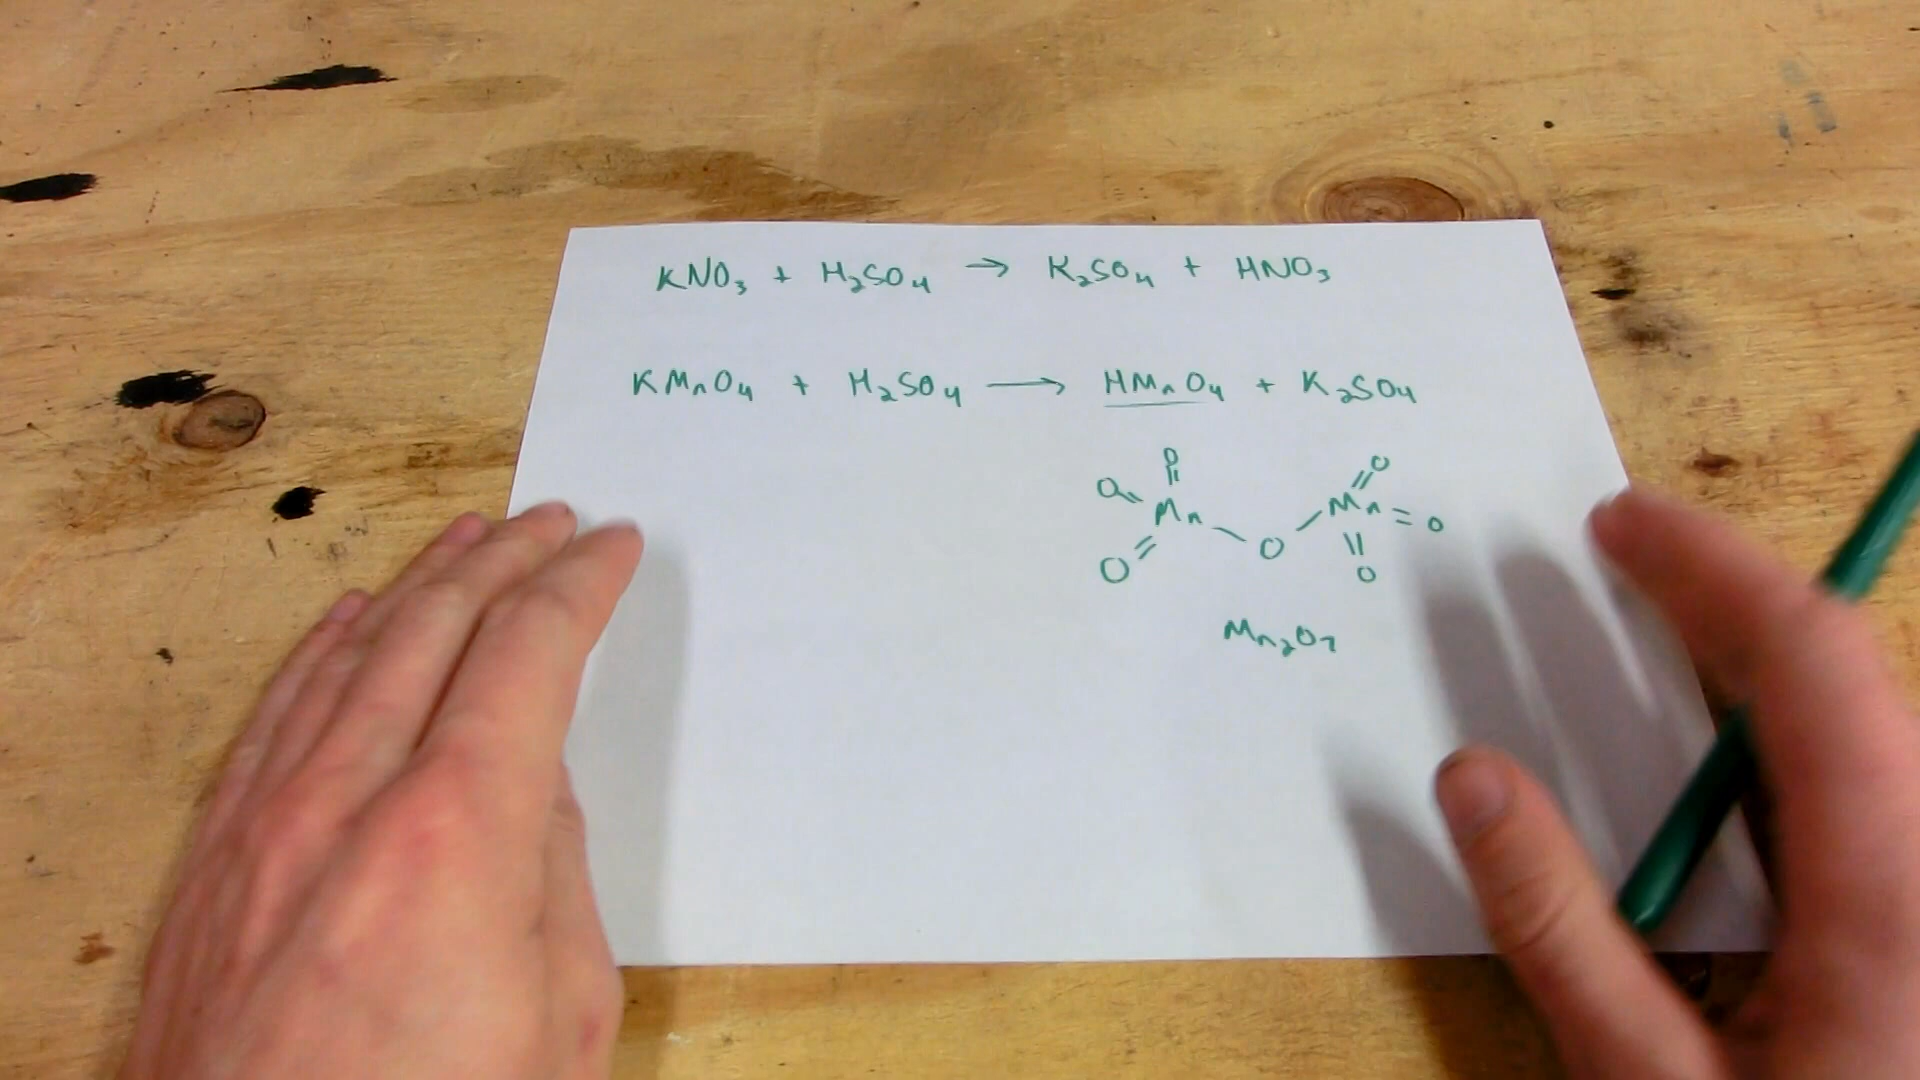 KNO₃ + H₂SO₄ → K₂SO₄ + HNO₃
KMnO₄ + H₂SO₄ → HMnO₄ + K₂SO₄
O O
O Mn Mn O
O O O
Mn₂O₇